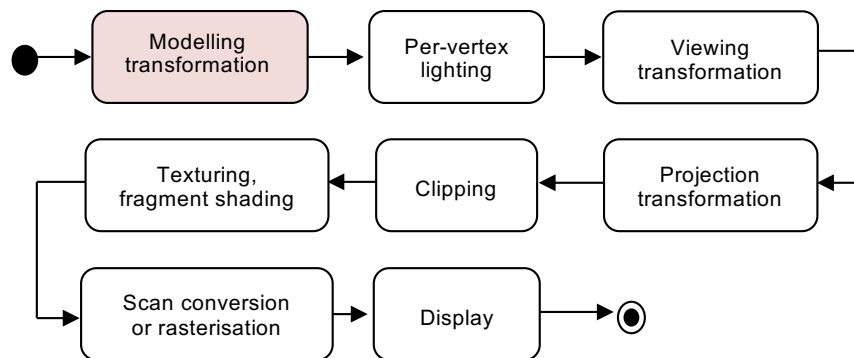 Modelling
transformation
Per-vertex
lighting
Viewing
transformation
Projection
transformation
Clipping
Texturing,
fragment shading
Scan conversion
or rasterisation
Display